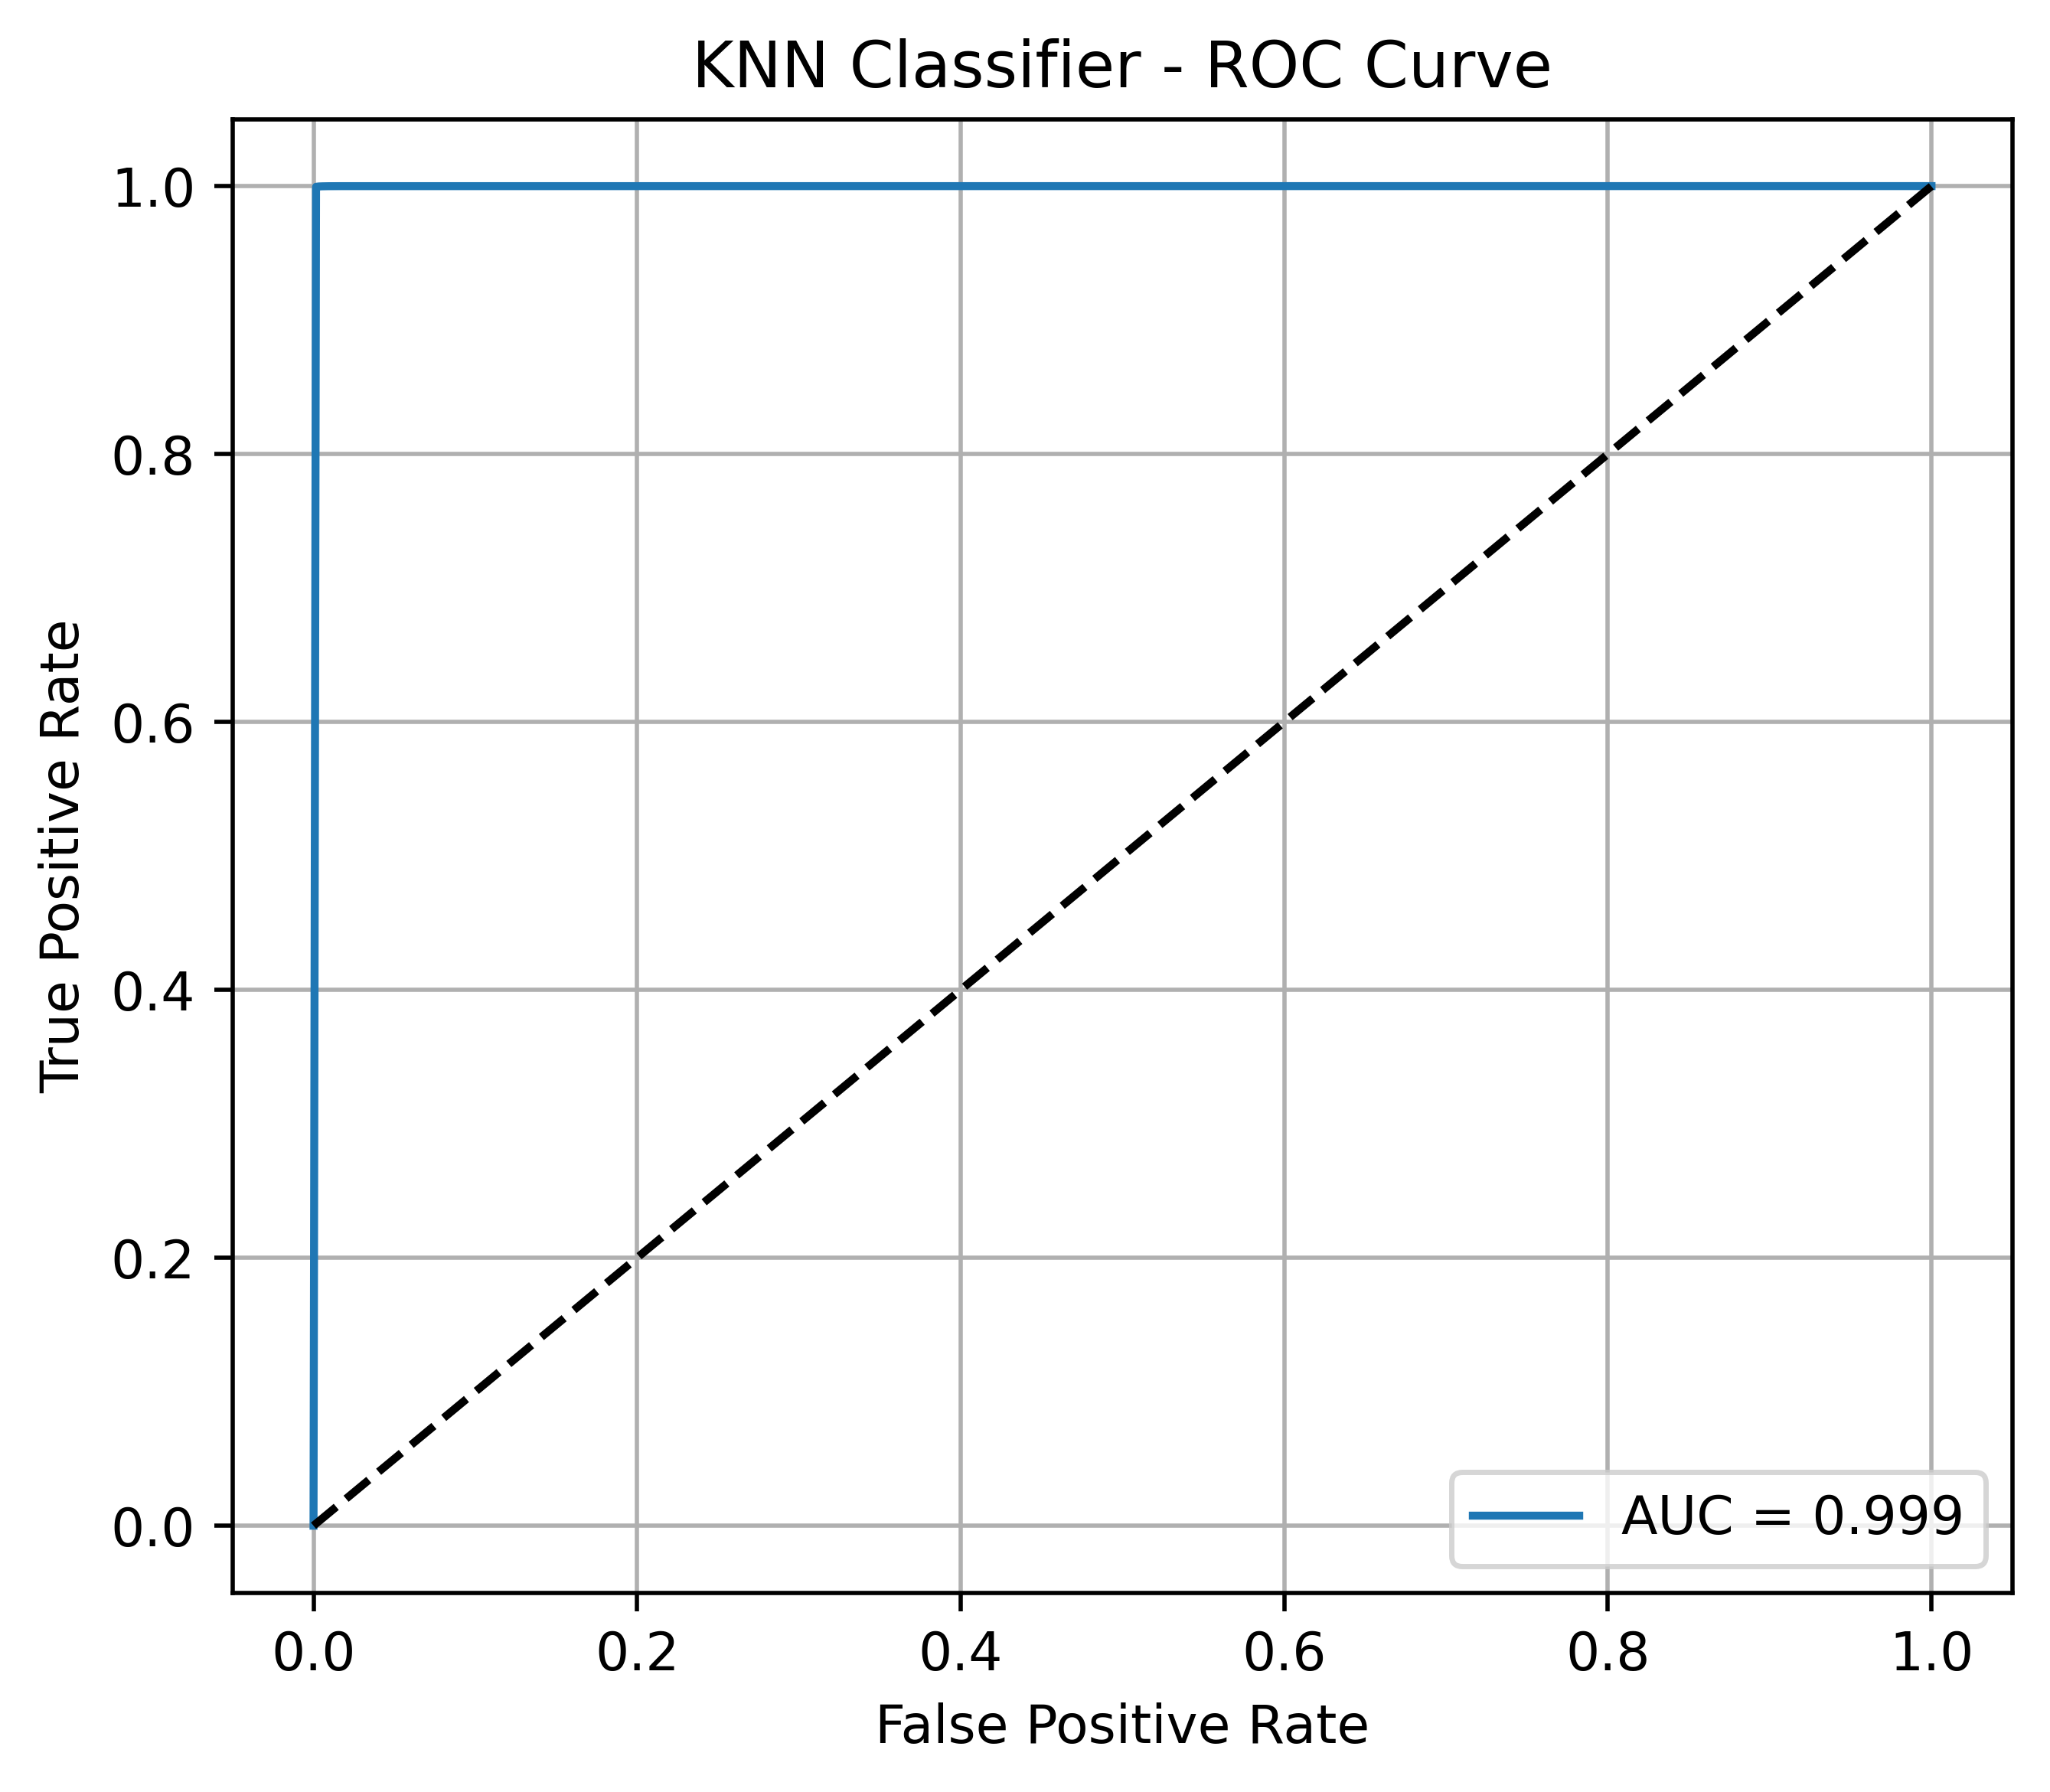 KNN Classifier - ROC Curve
True Positive Rate
1.0
0.8
0.6
0.4
0.2
0.0
AUC = 0.999
0.0 0.2 0.4 0.6 0.8 1.0
False Positive Rate